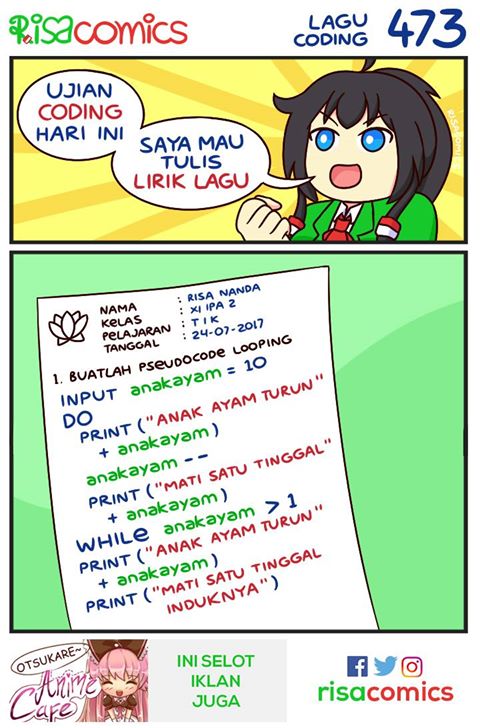 Risacomics
LAGU
CODING
473
UJIAN
CODING
HARI INI
SAYA MAU
TULIS
LIRIK LAGU
RISACOMICS
NAMA : RISA NANDA
KELAS : XI IPA 2
PELAJARAN : TIK
TANGGAL : 24-07-2017
1. BUATLAH PSEUDOCODE LOOPING
INPUT anakayam = 10
DO
PRINT ("ANAK AYAM TURUN"
+ anakayam)
anakayam --
PRINT ("MATI SATU TINGGAL"
+ anakayam)
WHILE anakayam > 1
PRINT ("ANAK AYAM TURUN"
+ anakayam)
PRINT ("MATI SATU TINGGAL
INDUKNYA")
OTSUKARE~
Anime
Cafe
INI SELOT
IKLAN
JUGA
risacomics